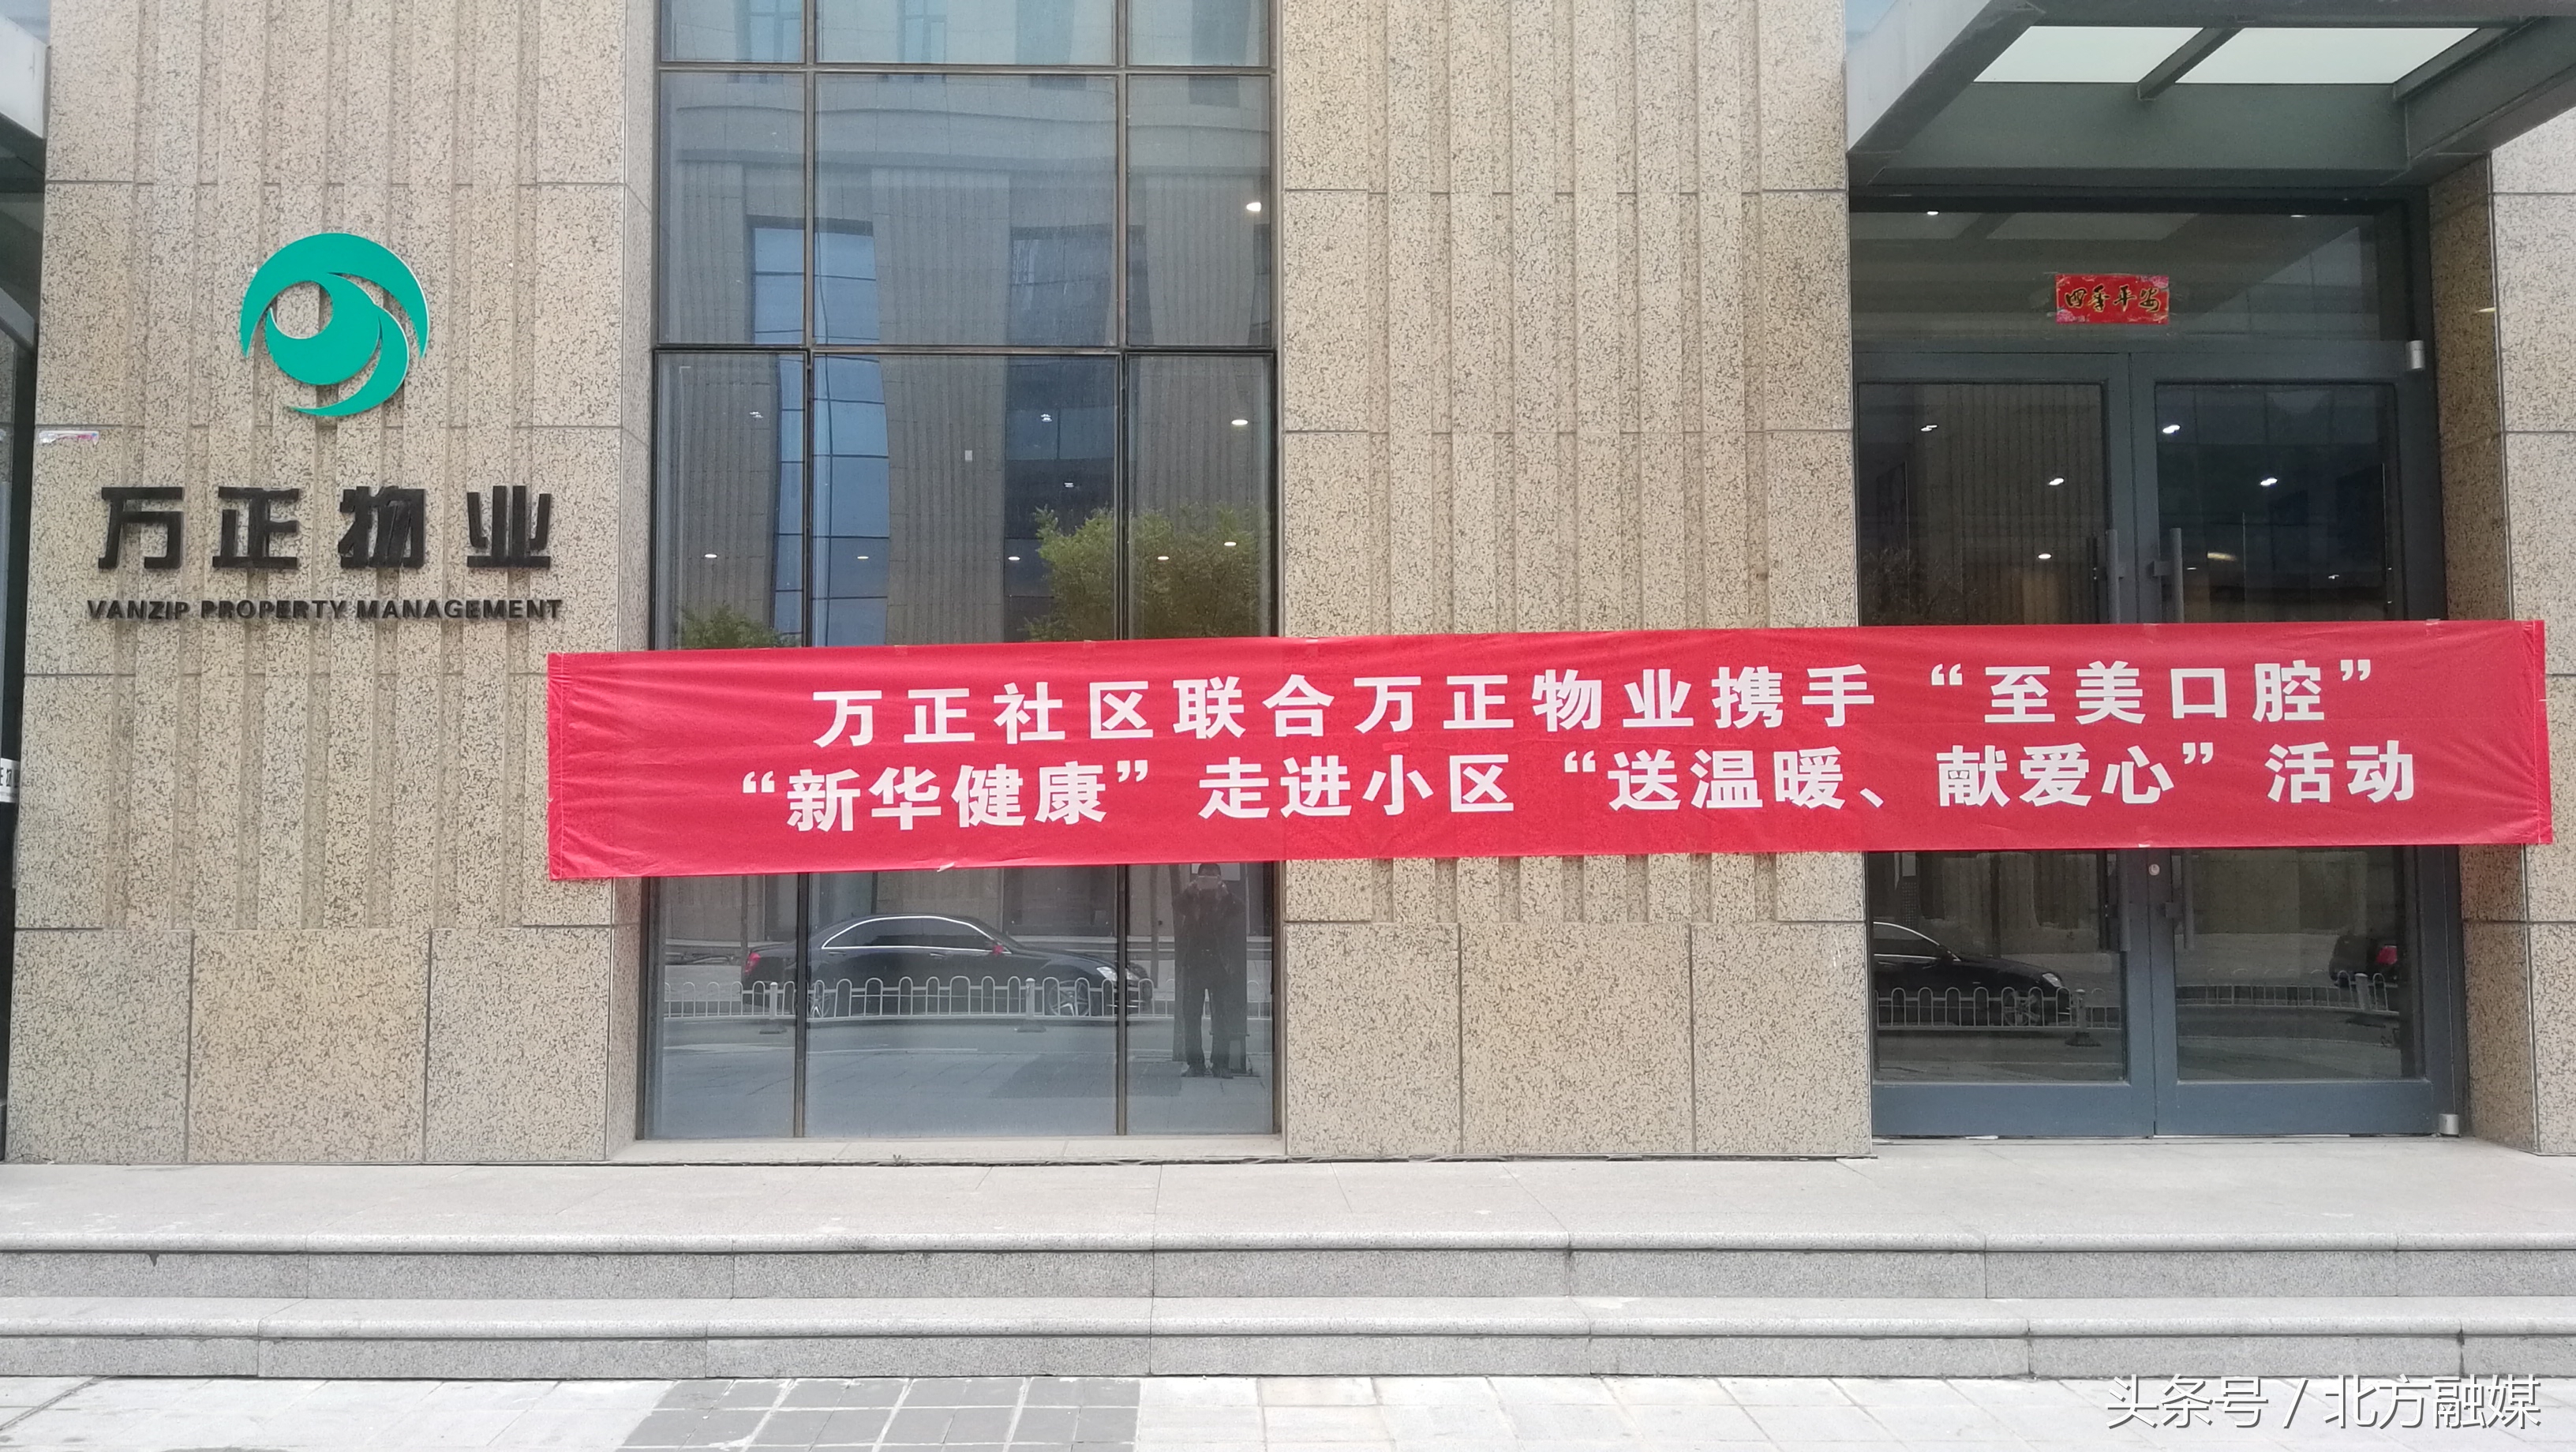 四季平安
万正物业
VANZIP PROPERTY MANAGEMENT
万正社区联合万正物业携手“至美口腔”
“新华健康”走进小区“送温暖、献爱心”活动
头条号 / 北方融媒